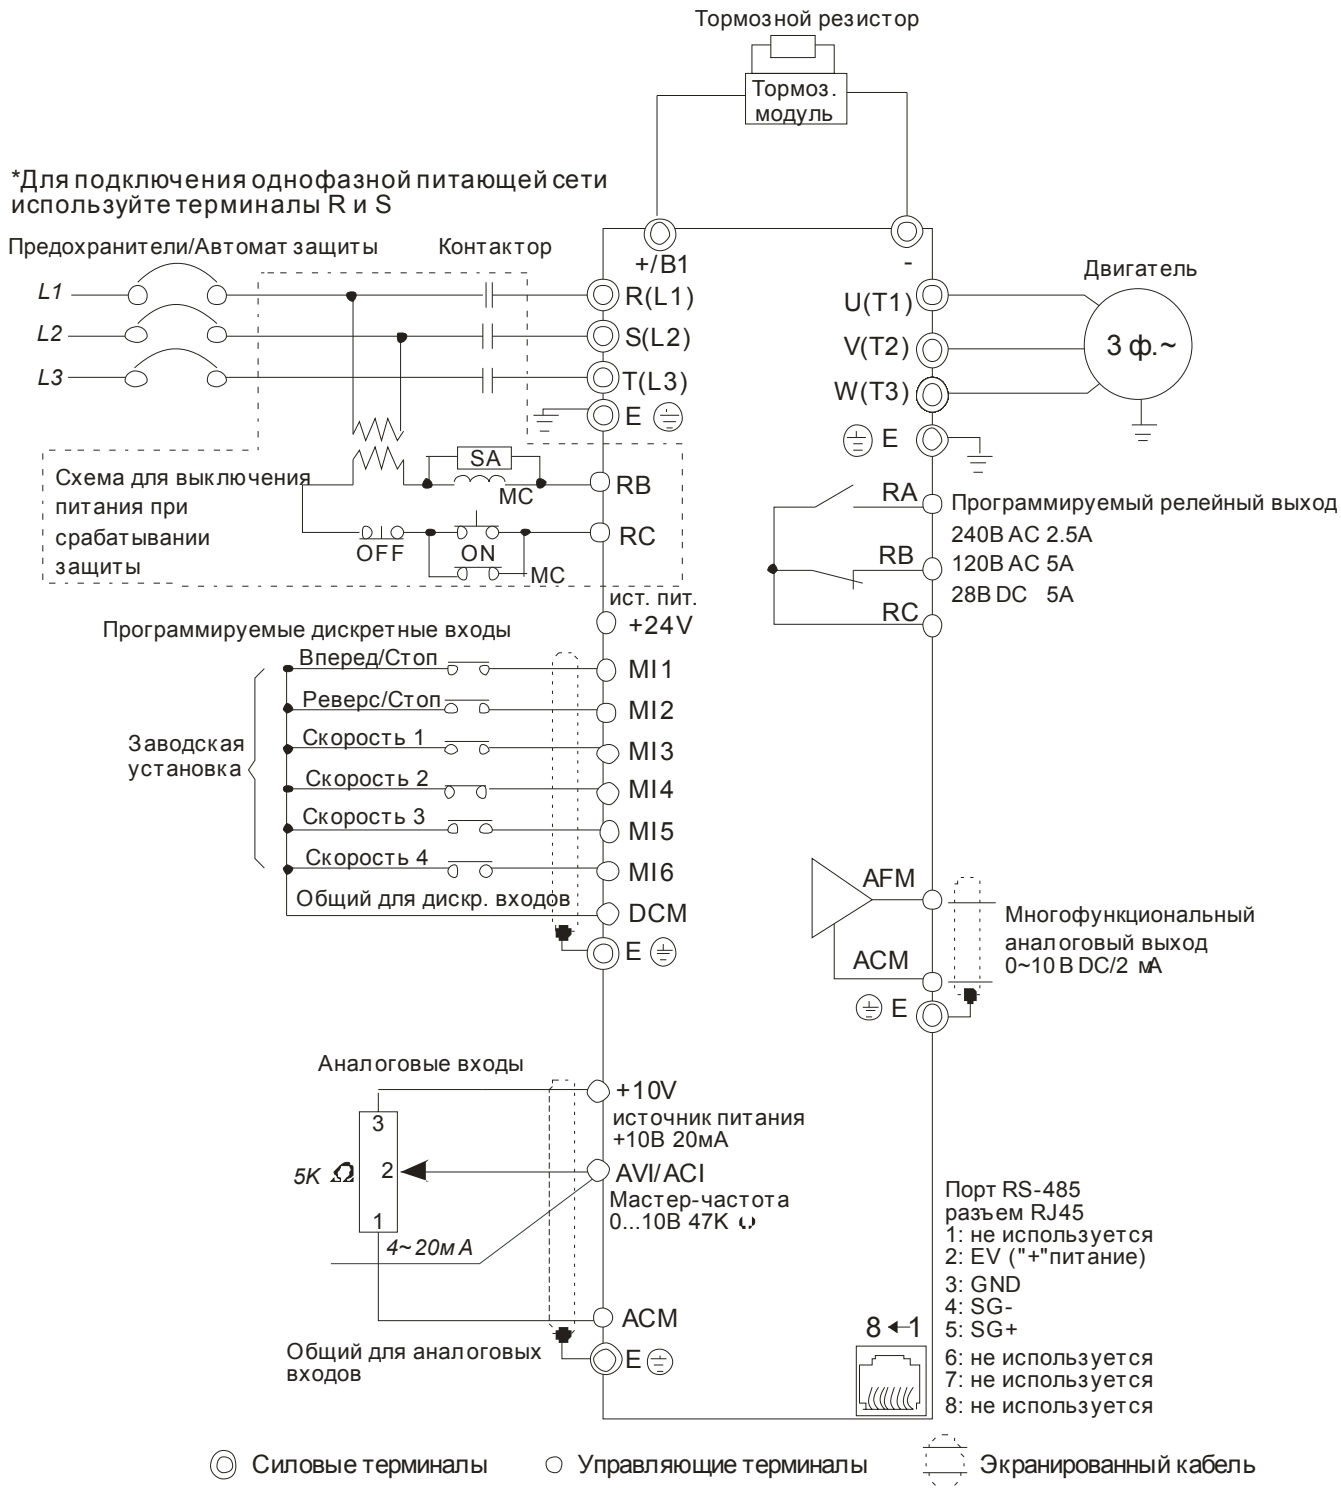 Тормозной резистор
Тормоз.
модуль
*Для подключения однофазной питающей сети
используйте терминалы R и S
Предохранители/Автомат защиты
Контактор
+/B1
-
Двигатель
L1
R(L1)
U(T1)
L2
S(L2)
V(T2)
3 ф.~
L3
T(L3)
W(T3)
E
E
Схема для выключения
питания при
срабатывании
защиты
SA
MC
RB
OFF
ON
MC
RC
RA
RB
RC
Программируемый релейный выход
240В AC 2.5A
120В AC 5A
28В DC 5A
ист. пит.
+24V
Программируемые дискретные входы
Вперед/Стоп
MI1
Реверс/Стоп
MI2
Заводская
установка
Скорость 1
MI3
Скорость 2
MI4
Скорость 3
MI5
Скорость 4
MI6
Общий для дискр. входов
DCM
E
AFM
ACM
E
Многофункциональный
аналоговый выход
0~10 В DC/2 мА
Аналоговые входы
+10V
источник питания
+10В 20мА
3
5K Ω
2
1
AVI/ACI
Мастер-частота
0...10В 47K Ω
4~20мА
ACM
Общий для аналоговых
входов
E
Порт RS-485
разъем RJ45
1: не используется
2: EV ("+"питание)
3: GND
4: SG-
5: SG+
6: не используется
7: не используется
8: не используется
8 ←1
Силовые терминалы
Управляющие терминалы
Экранированный кабель